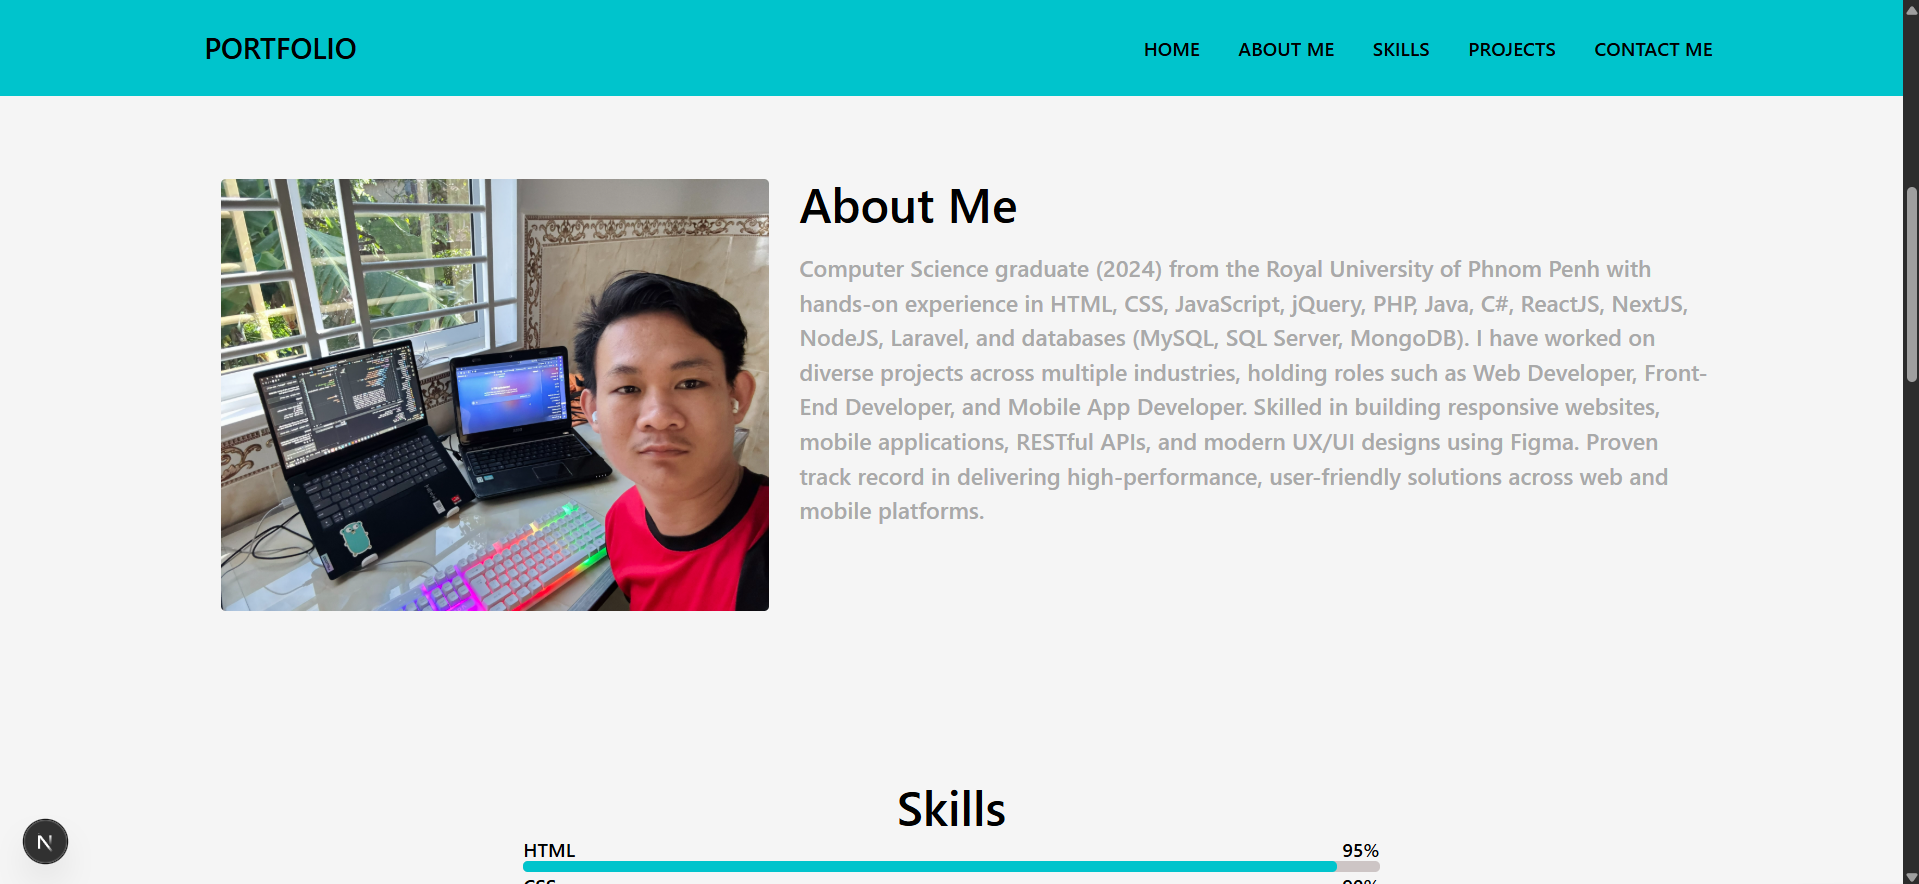 PORTFOLIO
HOME
ABOUT ME
SKILLS
PROJECTS
CONTACT ME
About Me
Computer Science graduate (2024) from the Royal University of Phnom Penh with
hands-on experience in HTML, CSS, JavaScript, jQuery, PHP, Java, C#, ReactJS, NextJS,
NodeJS, Laravel, and databases (MySQL, SQL Server, MongoDB). I have worked on
diverse projects across multiple industries, holding roles such as Web Developer, Front-
End Developer, and Mobile App Developer. Skilled in building responsive websites,
mobile applications, RESTful APIs, and modern UX/UI designs using Figma. Proven
track record in delivering high-performance, user-friendly solutions across web and
mobile platforms.
Skills
HTML 95%
N